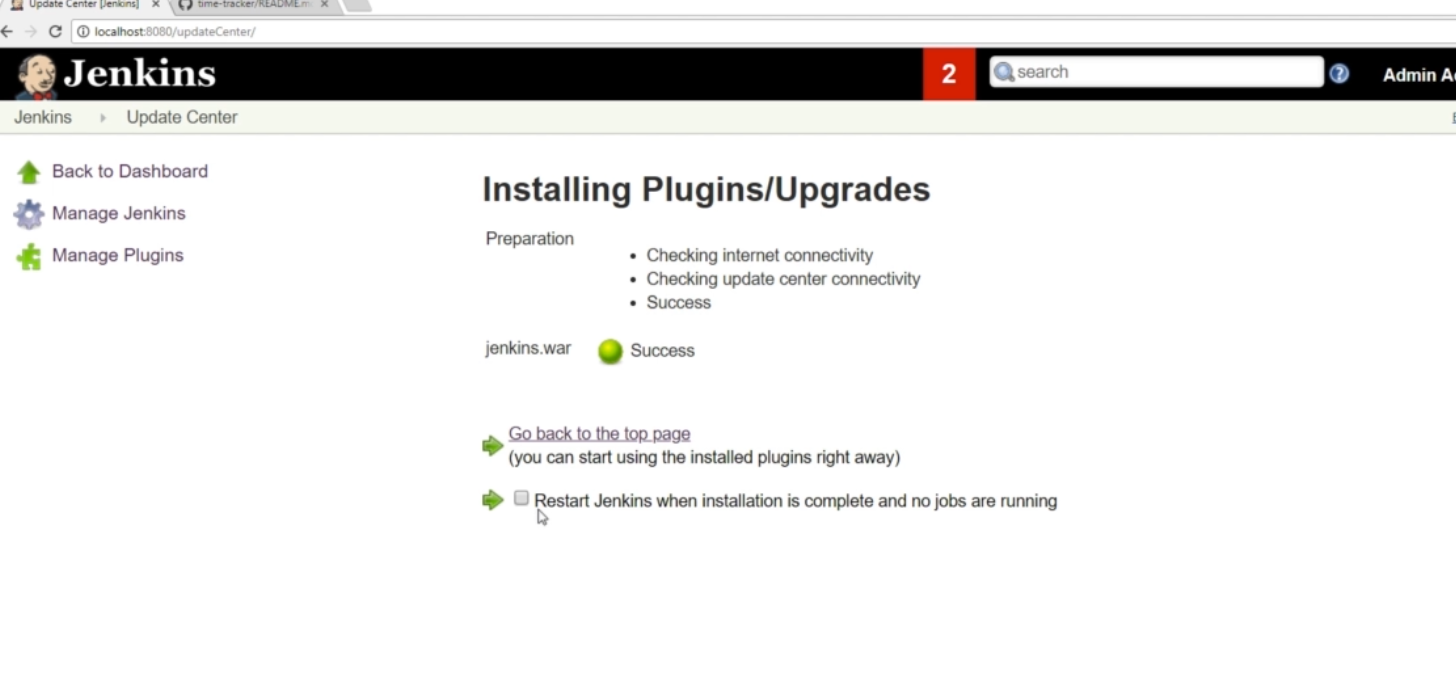 Update Center [Jenkins]
time-tracker/README.m
localhost:8080/updateCenter/
Jenkins
2
search
Admin
Jenkins
Update Center
Back to Dashboard
Manage Jenkins
Manage Plugins
Installing Plugins/Upgrades
Preparation
Checking internet connectivity
Checking update center connectivity
Success
jenkins.war
Success
Go back to the top page
(you can start using the installed plugins right away)
Restart Jenkins when installation is complete and no jobs are running